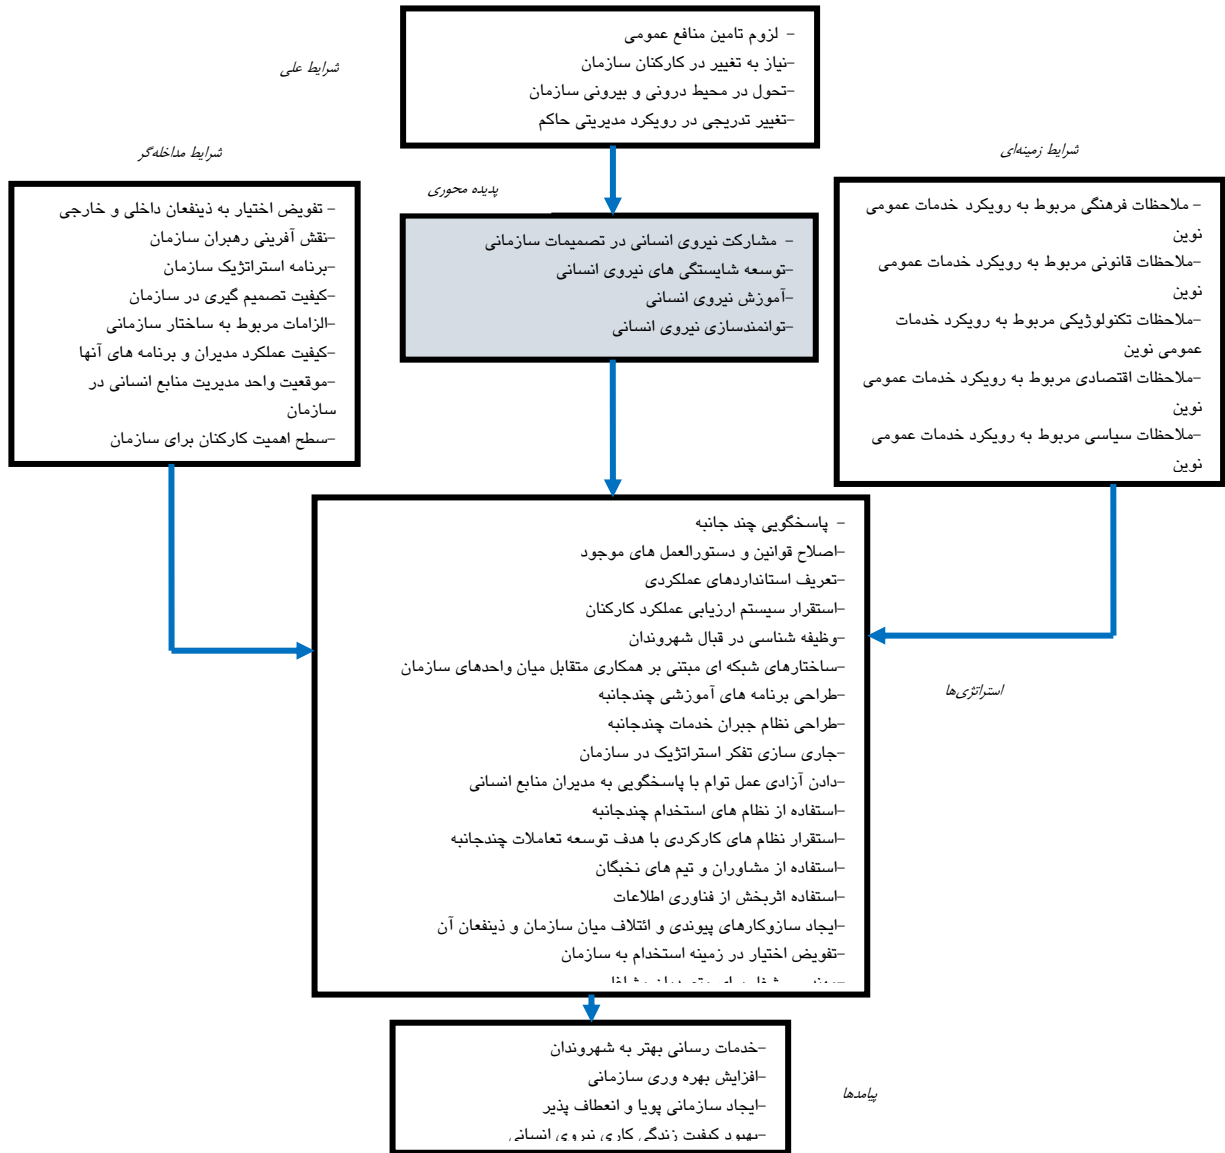 شرایط علی
- لزوم تامین منافع عمومی
-نیاز به تغییر در کارکنان سازمان
-تحول در محیط درونی و بیرونی سازمان
-تغییر تدریجی در رویکرد مدیریتی حاکم
شرایط زمینه‌ای
- ملاحظات فرهنگی مربوط به رویکرد خدمات عمومی
نوین
-ملاحظات قانونی مربوط به رویکرد خدمات عمومی
نوین
-ملاحظات تکنولوژیکی مربوط به رویکرد خدمات
عمومی نوین
-ملاحظات اقتصادی مربوط به رویکرد خدمات عمومی
نوین
-ملاحظات سیاسی مربوط به رویکرد خدمات عمومی
نوین
پدیده محوری
- مشارکت نیروی انسانی در تصمیمات سازمانی
-توسعه شایستگی های نیروی انسانی
-آموزش نیروی انسانی
-توانمندسازی نیروی انسانی
شرایط مداخله‌گر
- تفویض اختیار به ذینفعان داخلی و خارجی
-نقش آفرینی رهبران سازمان
-برنامه استراتژیک سازمان
-کیفیت تصمیم گیری در سازمان
-الزامات مربوط به ساختار سازمانی
-کیفیت عملکرد مدیران و برنامه های آنها
-موقعیت واحد مدیریت منابع انسانی در
سازمان
-سطح اهمیت کارکنان برای سازمان
استراتژی‌ها
- پاسخگویی چند جانبه
-اصلاح قوانین و دستورالعمل های موجود
-تعریف استانداردهای عملکردی
-استقرار سیستم ارزیابی عملکرد کارکنان
-وظیفه شناسی در قبال شهروندان
-ساختارهای شبکه ای مبتنی بر همکاری متقابل میان واحدهای سازمان
-طراحی برنامه های آموزشی چندجانبه
-طراحی نظام جبران خدمات چندجانبه
-جاری سازی تفکر استراتژیک در سازمان
-دادن آزادی عمل توام با پاسخگویی به مدیران منابع انسانی
-استفاده از نظام های استخدام چندجانبه
-استقرار نظام های کارکردی با هدف توسعه تعاملات چندجانبه
-استفاده از مشاوران و تیم های نخبگان
-استفاده اثربخش از فناوری اطلاعات
-ایجاد سازوکارهای پیوندی و ائتلاف میان سازمان و ذینفعان آن
-تفویض اختیار در زمینه استخدام به سازمان
پیامدها
-خدمات رسانی بهتر به شهروندان
-افزایش بهره وری سازمانی
-ایجاد سازمانی پویا و انعطاف پذیر
-بهبود کیفیت زندگی کاری نیروی انسانی